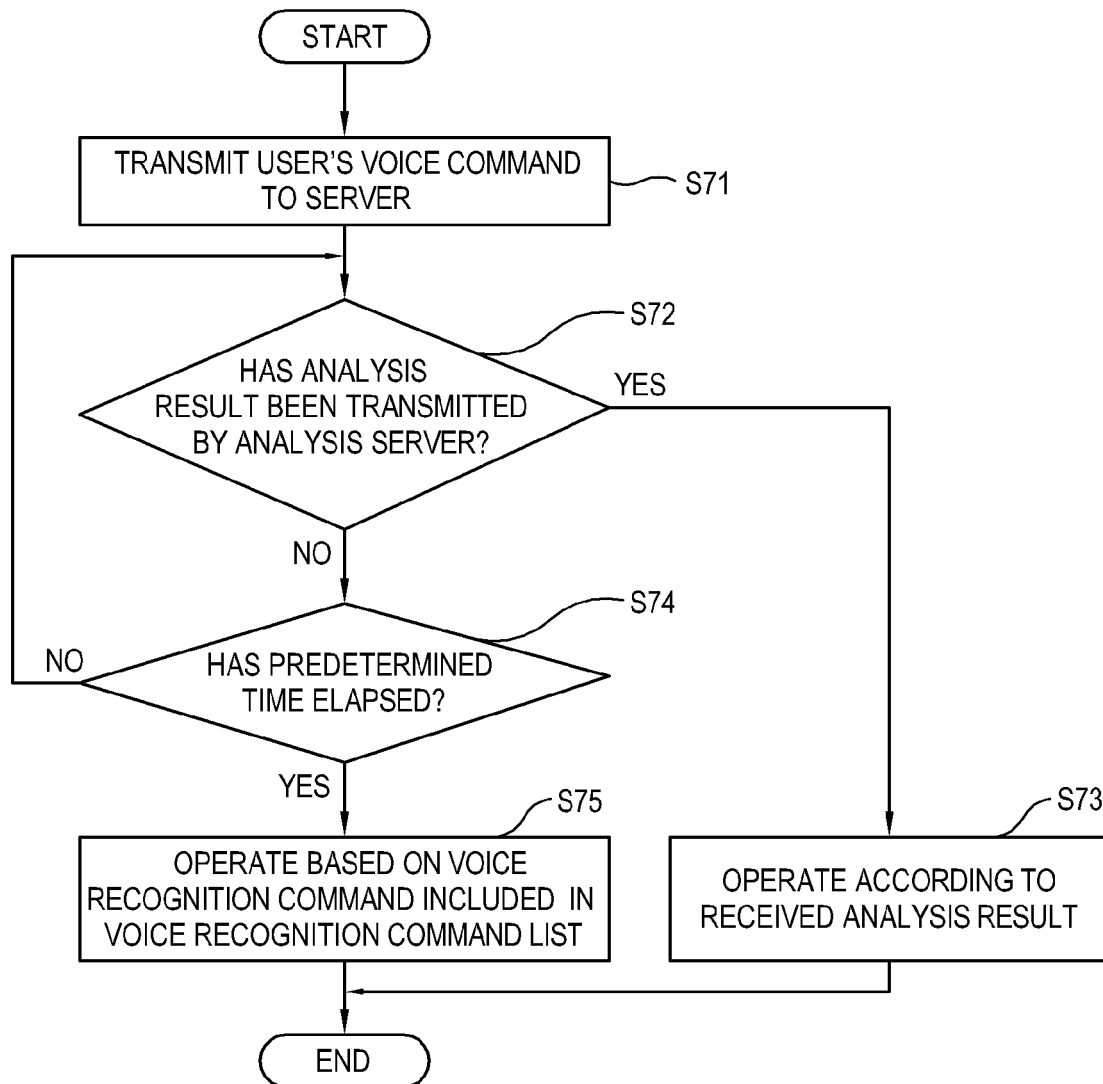 START
TRANSMIT USER'S VOICE COMMAND
TO SERVER
S71
S72
HAS ANALYSIS
RESULT BEEN TRANSMITTED
BY ANALYSIS SERVER?
YES
NO
S74
NO
HAS PREDETERMINED
TIME ELAPSED?
YES
S75
S73
OPERATE BASED ON VOICE
RECOGNITION COMMAND INCLUDED IN
VOICE RECOGNITION COMMAND LIST
OPERATE ACCORDING TO
RECEIVED ANALYSIS RESULT
END